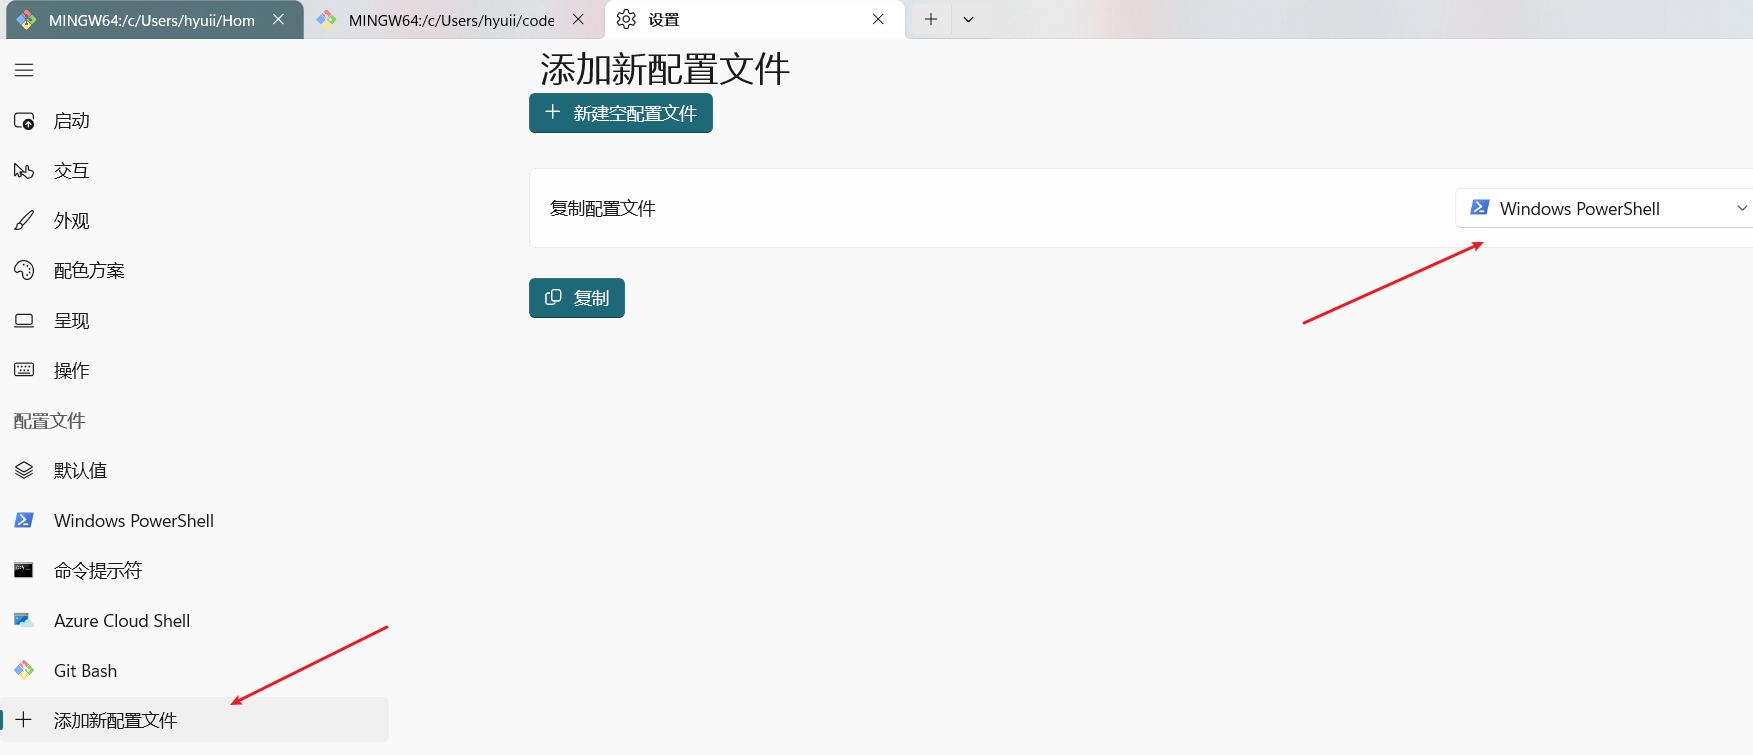 MINGW64:/c/Users/hyuii/Hom
MINGW64:/c/Users/hyuii/code
设置
启动
交互
外观
配色方案
呈现
操作
配置文件
默认值
Windows PowerShell
命令提示符
Azure Cloud Shell
Git Bash
添加新配置文件
添加新配置文件
新建空配置文件
复制配置文件
Windows PowerShell
复制